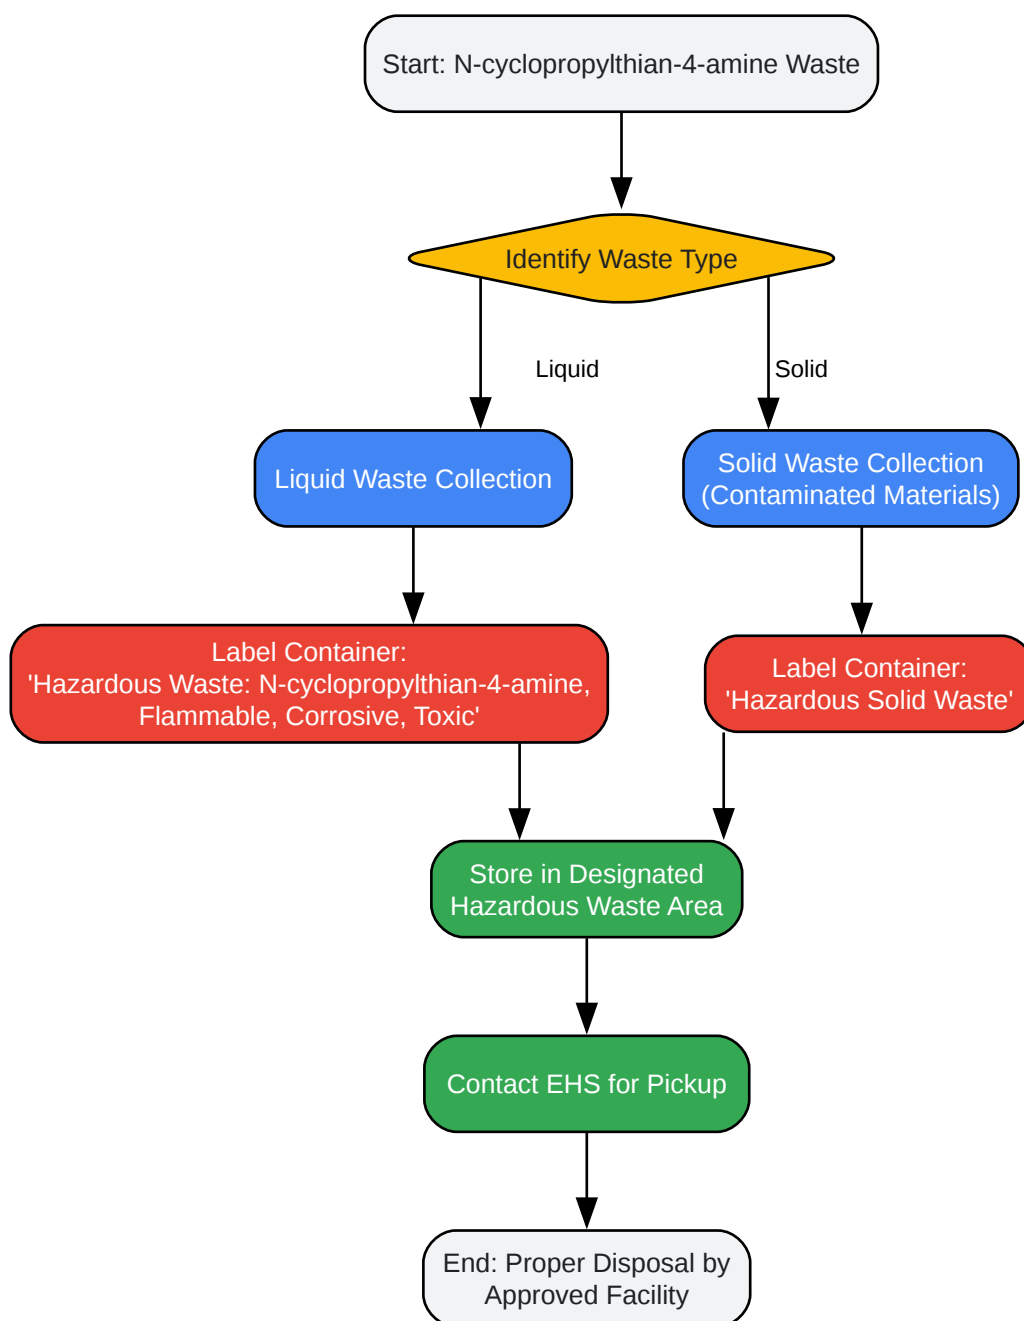 Start: N-cyclopropylthian-4-amine Waste
Identify Waste Type
Liquid
Solid
Liquid Waste Collection
Solid Waste Collection
(Contaminated Materials)
Label Container:
'Hazardous Waste: N-cyclopropylthian-4-amine,
Flammable, Corrosive, Toxic'
Label Container:
'Hazardous Solid Waste'
Store in Designated
Hazardous Waste Area
Contact EHS for Pickup
End: Proper Disposal by
Approved Facility